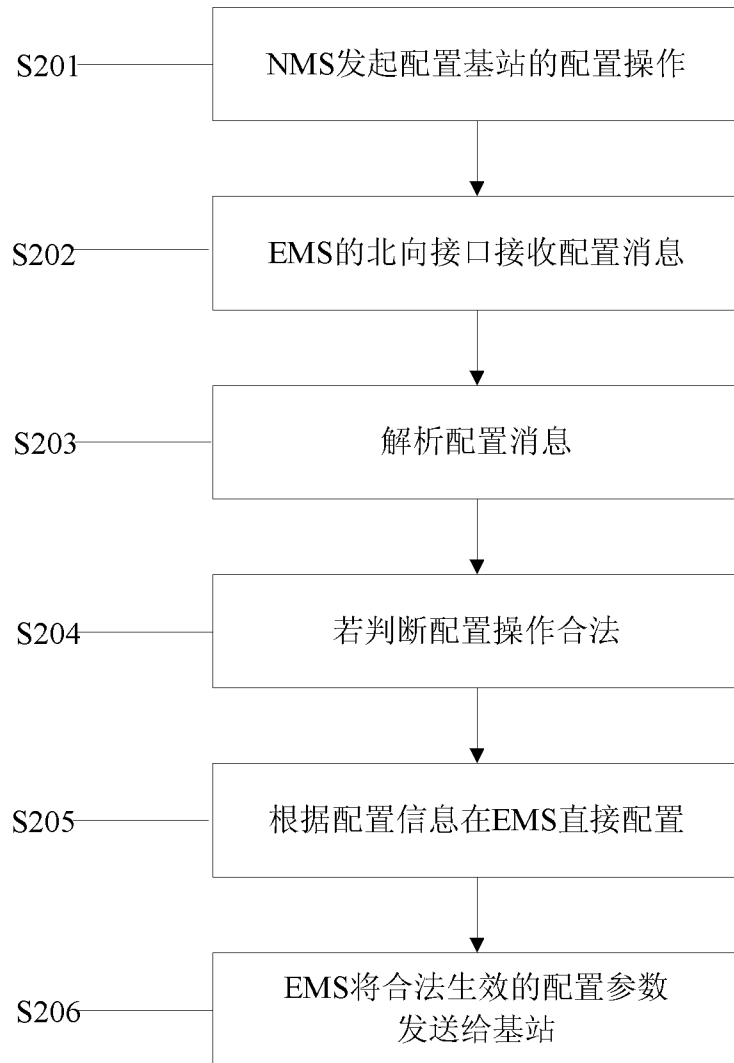 S201
NMS发起配置基站的配置操作
S202
EMS的北向接口接收配置消息
S203
解析配置消息
S204
若判断配置操作合法
S205
根据配置信息在EMS直接配置
S206
EMS将合法生效的配置参数
发送给基站